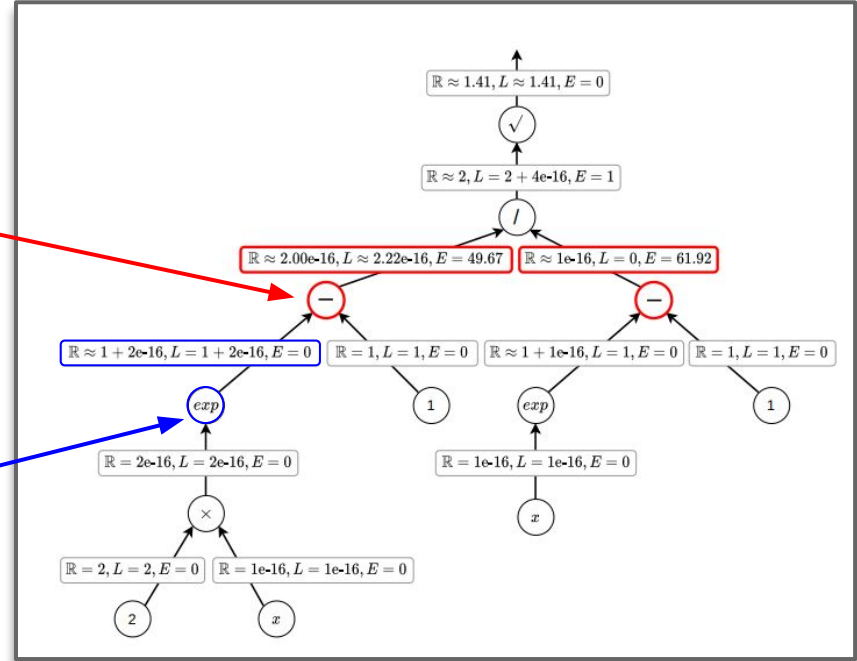 ℝ ≈ 1.41, L ≈ 1.41, E = 0
√
ℝ ≈ 2, L = 2 + 4e-16, E = 1
/
ℝ ≈ 2.00e-16, L ≈ 2.22e-16, E = 49.67
ℝ ≈ 1e-16, L = 0, E = 61.92
−
−
ℝ ≈ 1 + 2e-16, L = 1 + 2e-16, E = 0
ℝ = 1, L = 1, E = 0
ℝ ≈ 1 + 1e-16, L = 1, E = 0
ℝ = 1, L = 1, E = 0
exp
1
exp
1
ℝ = 2e-16, L = 2e-16, E = 0
ℝ = 1e-16, L = 1e-16, E = 0
×
x
ℝ = 2, L = 2, E = 0
ℝ = 1e-16, L = 1e-16, E = 0
2
x